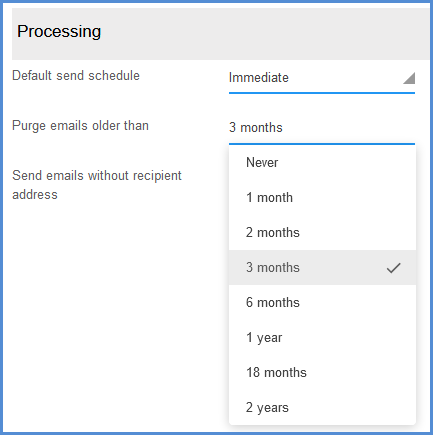 Processing
Default send schedule
Immediate
Purge emails older than
3 months
Send emails without recipient
address
Never
1 month
2 months
3 months
6 months
1 year
18 months
2 years